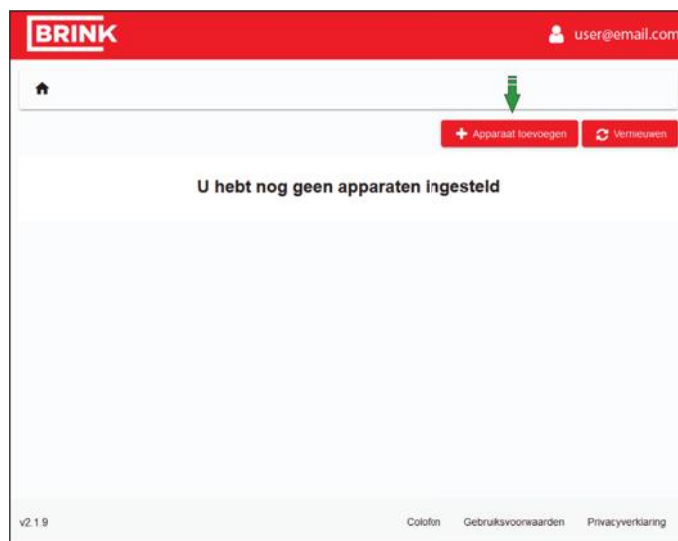 BRINK user@email.com
Apparaat toevoegen Vernieuwen
U hebt nog geen apparaten ingesteld
v2.1.9 Colofon Gebruiksvoorwaarden Privacyverklaring